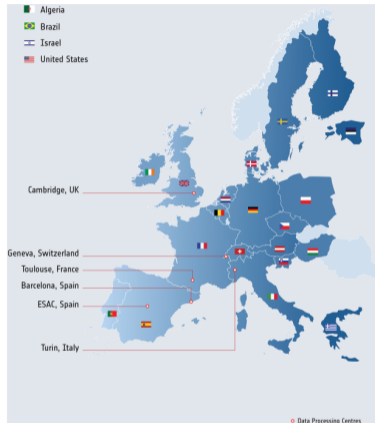 Algeria
Brazil
Israel
United States
Cambridge, UK
Geneva, Switzerland
Toulouse, France
Barcelona, Spain
ESAC, Spain
Turin, Italy
Data Processing Centres